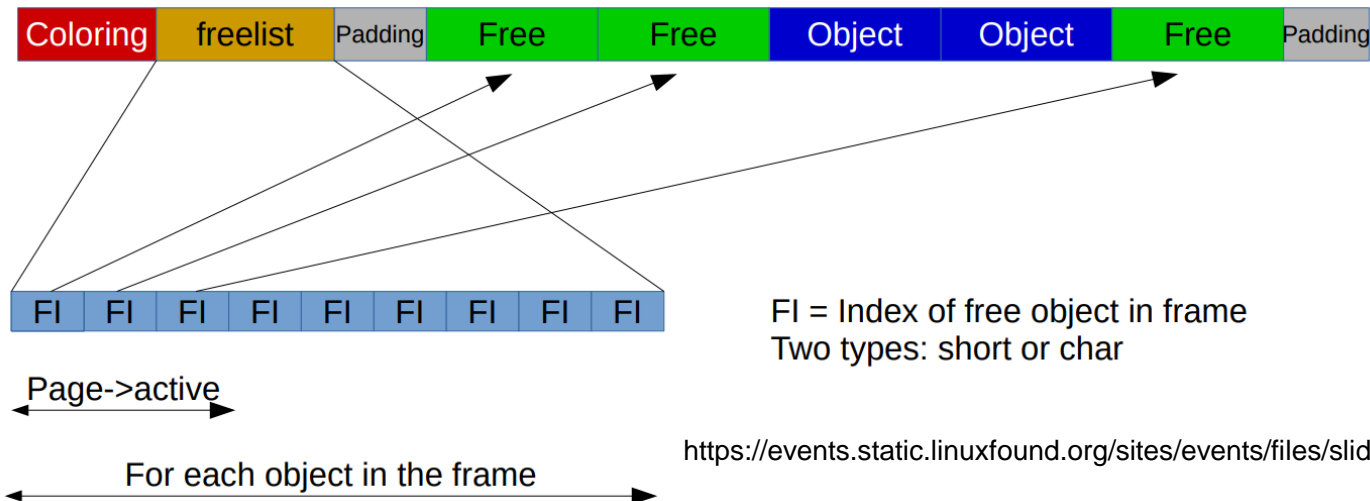 Coloring freelist Padding Free Free Object Object Free Padding
FI FI FI FI FI FI FI FI FI
FI = Index of free object in frame
Two types: short or char
Page->active
https://events.static.linuxfound.org/sites/events/files/slid
For each object in the frame